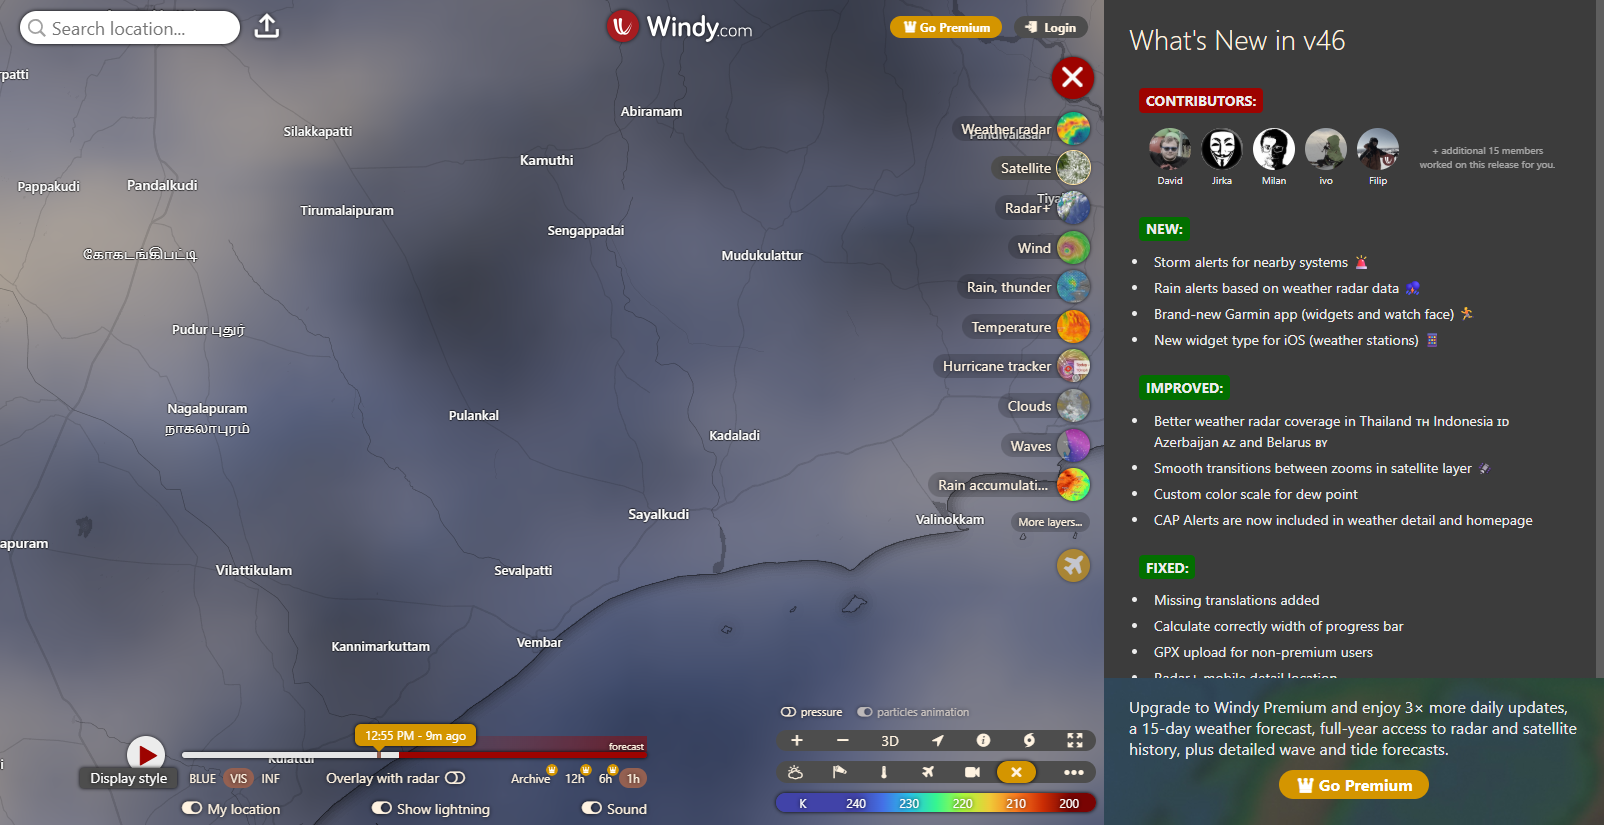 Search location...
Windy.com
Go Premium
Login
rpatti
Abiramam
Silakkapatti
Kamuthi
Pappakudi
Pandalkudi
Tirumalaipuram
Sengappadai
Mudukulattur
கோகடங்கிபட்டி
Pudur புதூர்
Nagalapuram
நாகலாபுரம்
Pulankal
Kadaladi
Sayalkudi
Valinokkam
apuram
Vilattikulam
Sevalpatti
Kannimarkuttam
Vembar
Kulattur
Weather radar
Pandivalasai
Satellite
Tiya
Radar+
Wind
Rain, thunder
Temperature
Hurricane tracker
Clouds
Waves
Rain accumulati...
More layers...
12:55 PM - 9m ago
forecast
Display style
BLUE VIS INF
Overlay with radar
Archive 12h 6h 1h
My location
Show lightning
Sound
pressure
particles animation
3D
K 240 230 220 210 200
What's New in v46
CONTRIBUTORS:
David Jirka Milan ivo Filip
+ additional 15 members
worked on this release for you.
NEW:
• Storm alerts for nearby systems
• Rain alerts based on weather radar data
• Brand-new Garmin app (widgets and watch face)
• New widget type for iOS (weather stations)
IMPROVED:
• Better weather radar coverage in Thailand TH Indonesia ID
Azerbaijan AZ and Belarus BY
• Smooth transitions between zooms in satellite layer
• Custom color scale for dew point
• CAP Alerts are now included in weather detail and homepage
FIXED:
• Missing translations added
• Calculate correctly width of progress bar
• GPX upload for non-premium users
• Radar+ mobile detail location
Upgrade to Windy Premium and enjoy 3× more daily updates,
a 15-day weather forecast, full-year access to radar and satellite
history, plus detailed wave and tide forecasts.
Go Premium